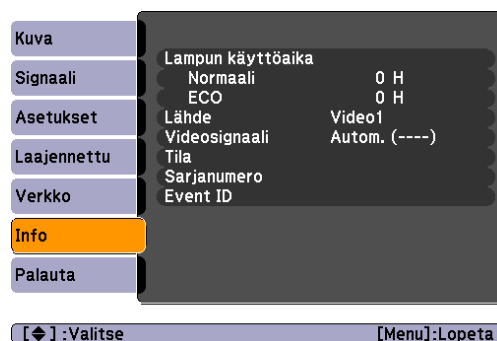 Kuva
Signaali
Asetukset
Laajennettu
Verkko
Info
Palauta
Lampun käyttöaika
Normaali 0 H
ECO 0 H
Lähde Video1
Videosignaali Autom. (----)
Tila
Sarjanumero
Event ID
[◆] :Valitse [Menu]:Lopeta